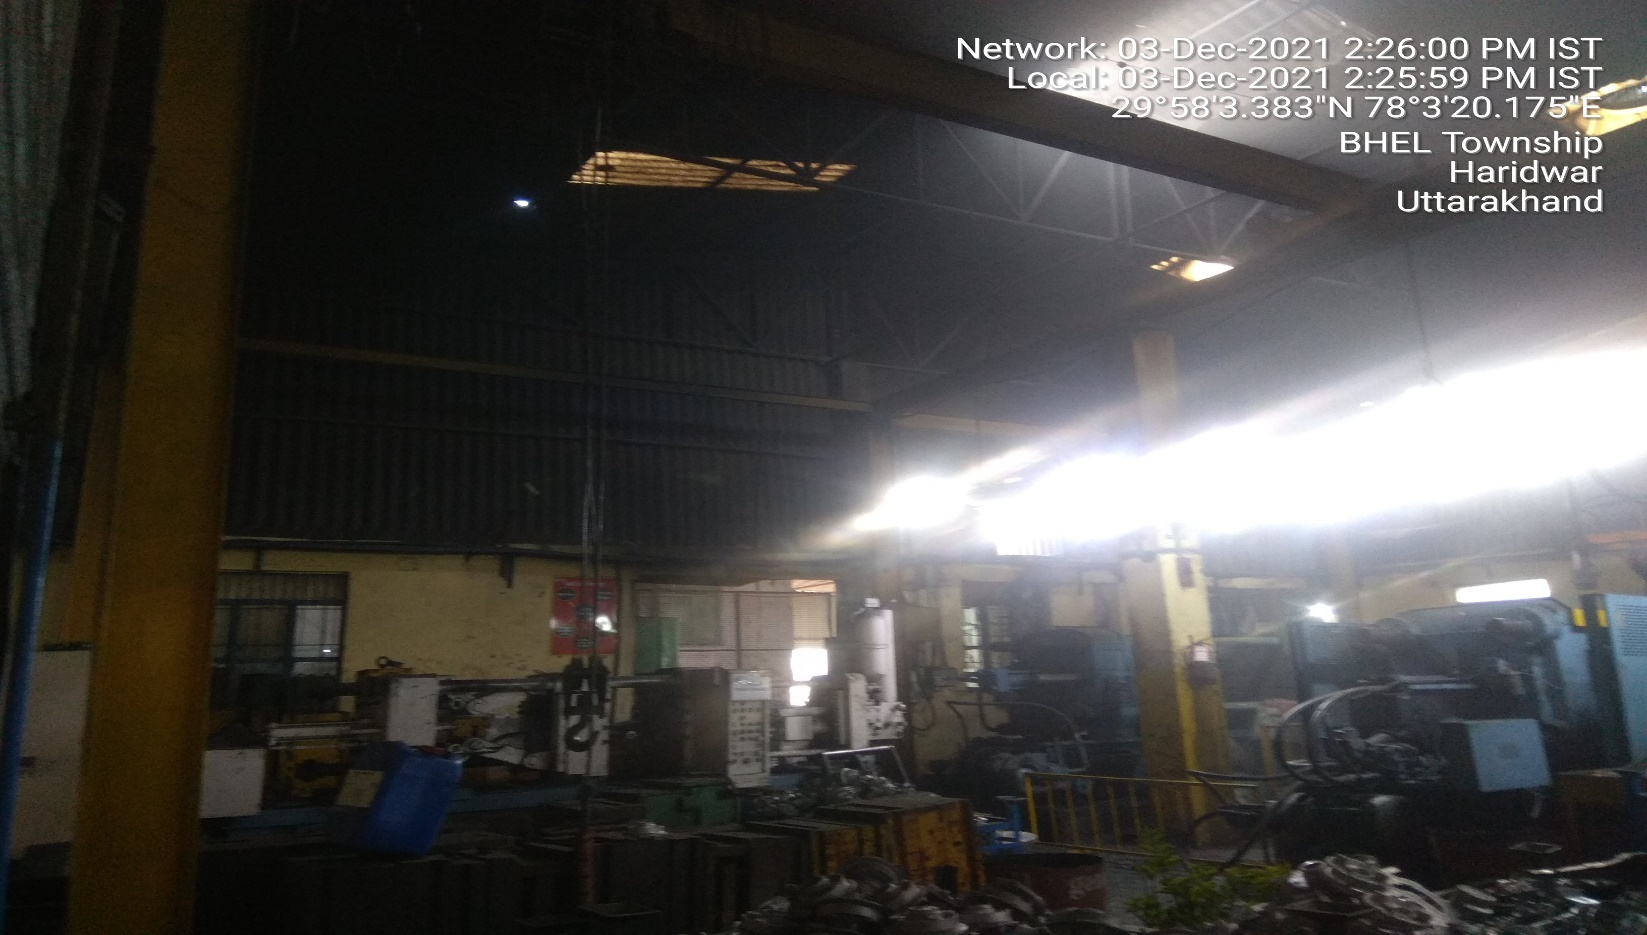 Network: 03-Dec-2021 2:26:00 PM IST
Local: 03-Dec-2021 2:25:59 PM IST
29°58'3.383"N 78°3'20.175"E
BHEL Township
Haridwar
Uttarakhand